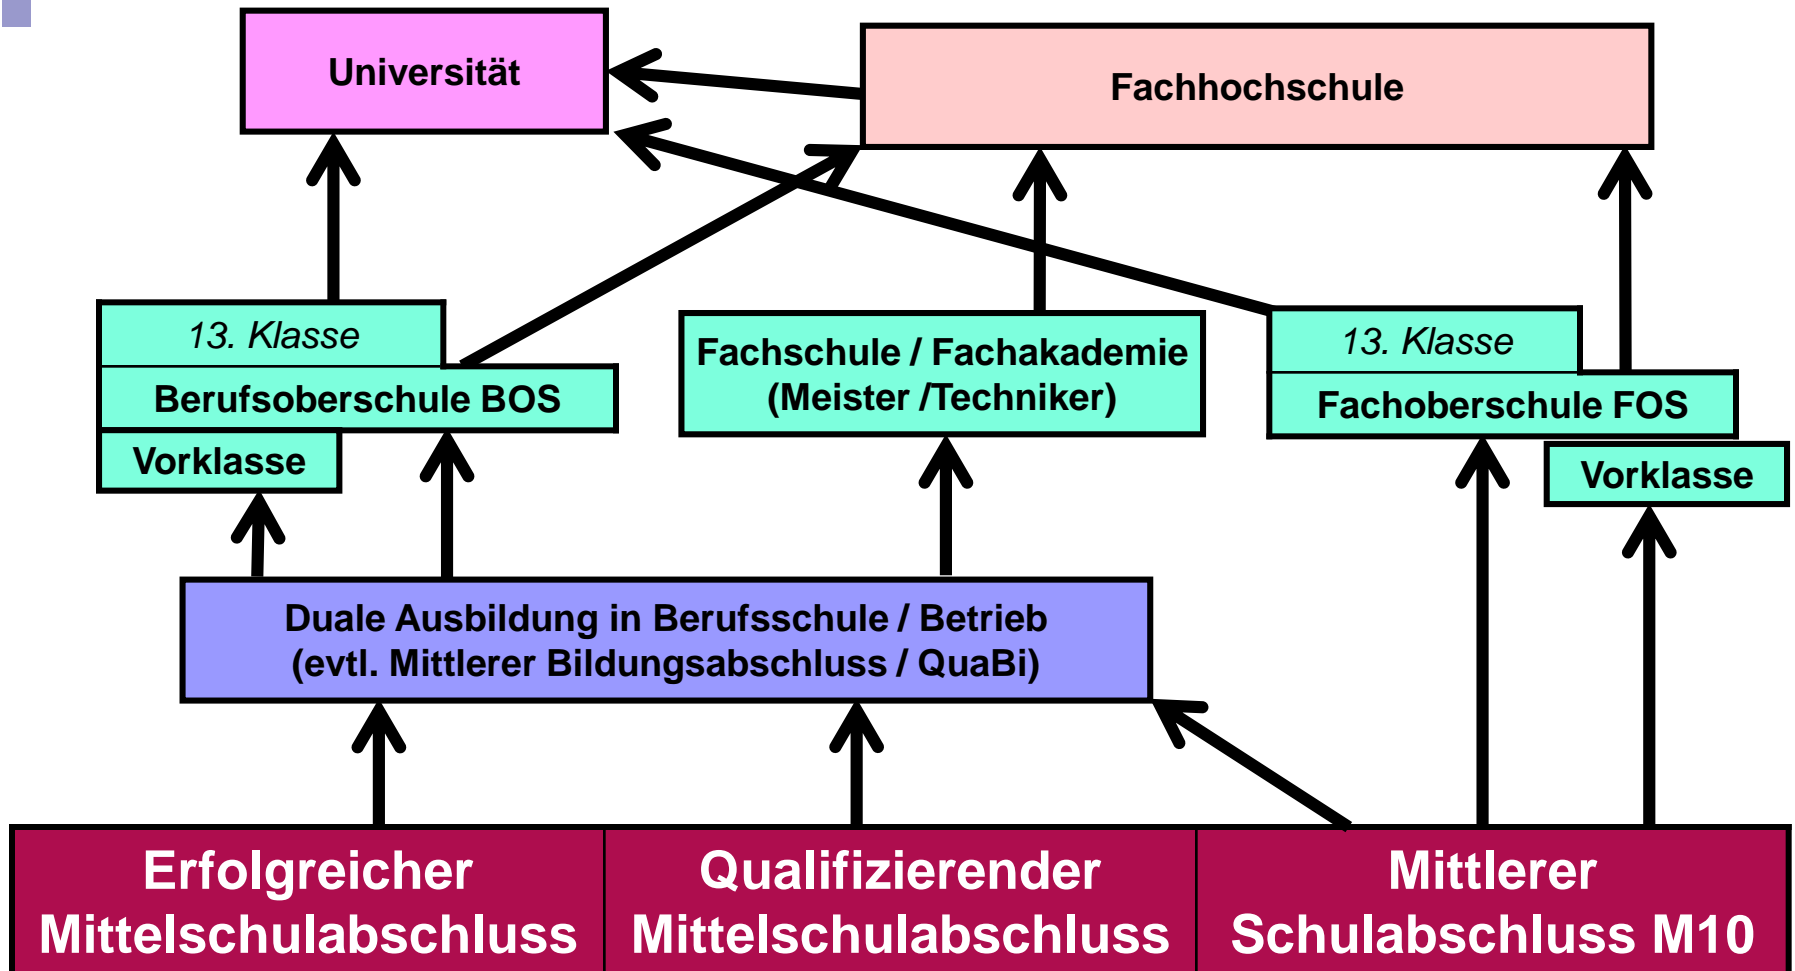 Universität
Fachhochschule
13. Klasse
Berufsoberschule BOS
Vorklasse
Fachschule / Fachakademie
(Meister /Techniker)
13. Klasse
Fachoberschule FOS
Vorklasse
Duale Ausbildung in Berufsschule / Betrieb
(evtl. Mittlerer Bildungsabschluss / QuaBi)
Erfolgreicher
Mittelschulabschluss
Qualifizierender
Mittelschulabschluss
Mittlerer
Schulabschluss M10